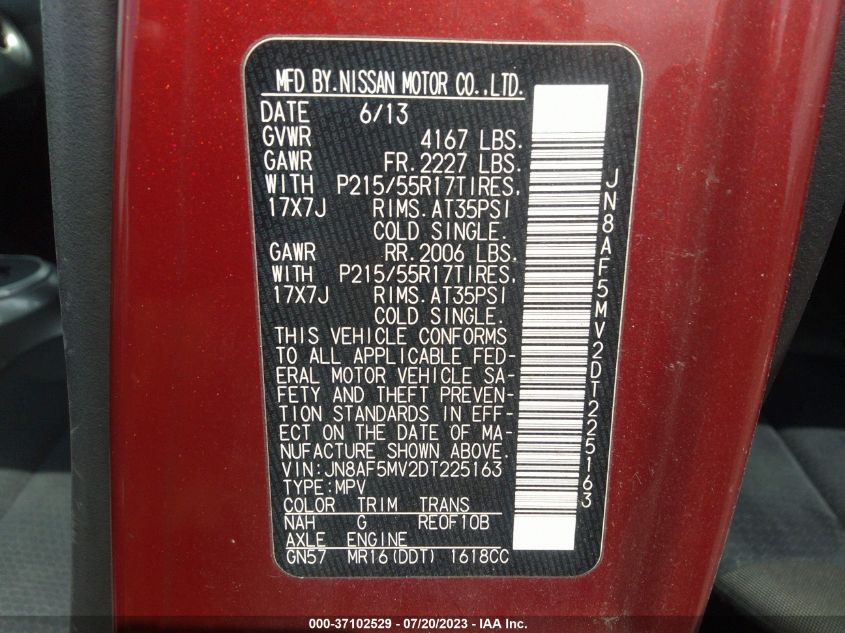 MFD BY.NISSAN MOTOR CO.,LTD.
DATE 6/13
GVWR 4167 LBS.
GAWR FR.2227 LBS.
WITH P215/55R17TIRES.
17X7J RIMS.AT35PSI
COLD SINGLE.
GAWR RR.2006 LBS.
WITH P215/55R17TIRES.
17X7J RIMS.AT35PSI
COLD SINGLE.
THIS VEHICLE CONFORMS
TO ALL APPLICABLE FED-
ERAL MOTOR VEHICLE SA-
FETY AND THEFT PREVEN-
TION STANDARDS IN EFF-
ECT ON THE DATE OF MA-
NUFACTURE SHOWN ABOVE.
VIN:JN8AF5MV2DT225163
TYPE:MPV
COLOR TRIM TRANS
NAH G RE0F10B
AXLE ENGINE
GN57 MR16(DDT) 1618CC
JN8AF5MV2DT225163
000-37102529 - 07/20/2023 - IAA Inc.